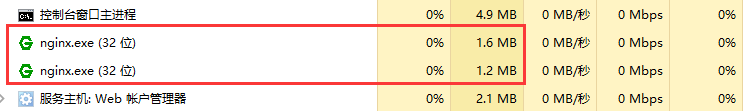 控制台窗口主进程 0% 4.9 MB 0 MB/秒 0 Mbps 0%
nginx.exe (32 位) 0% 1.6 MB 0 MB/秒 0 Mbps 0%
nginx.exe (32 位) 0% 1.2 MB 0 MB/秒 0 Mbps 0%
服务主机: Web 帐户管理器 0% 2.1 MB 0 MB/秒 0 Mbps 0%